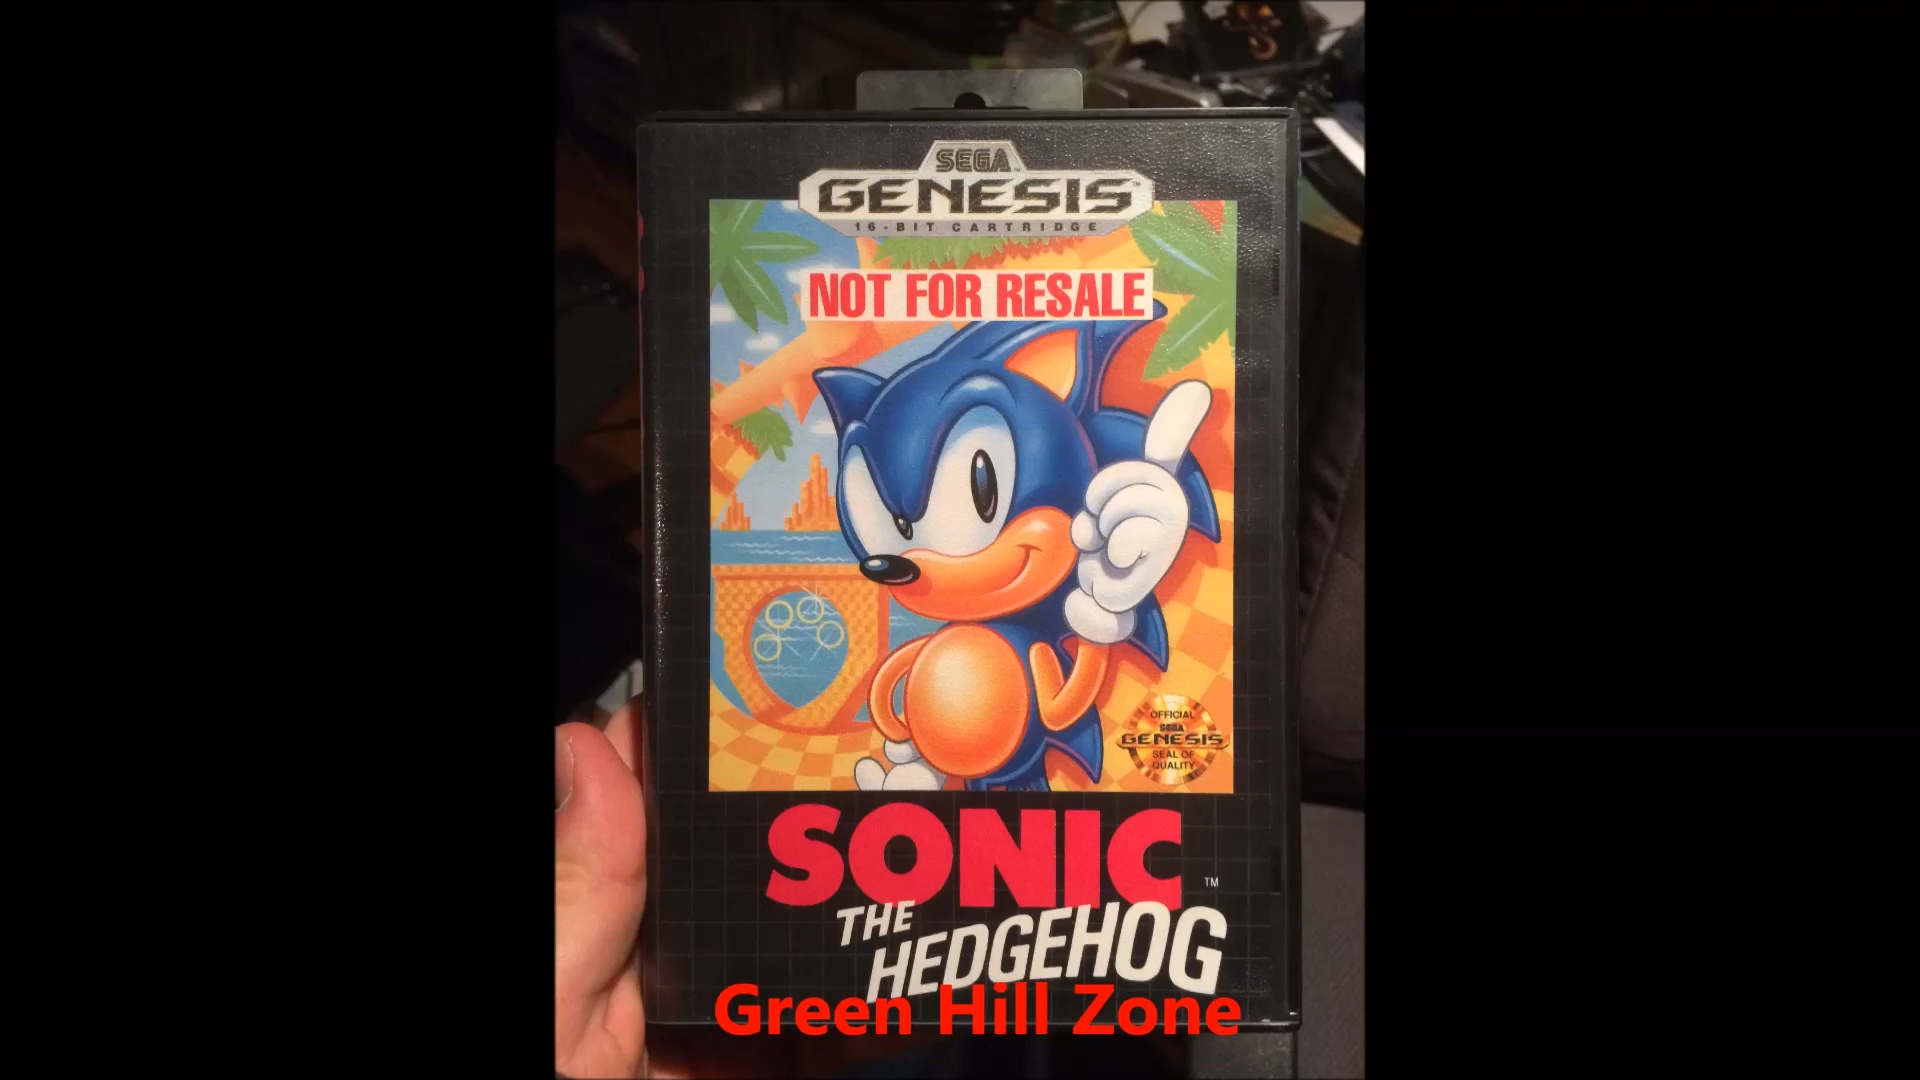 SEGA
GENESIS
16-BIT CARTRIDGE
NOT FOR RESALE
OFFICIAL
SEGA
GENESIS
SEAL OF
QUALITY
SONIC
TM
THE
HEDGEHOG
Green Hill Zone